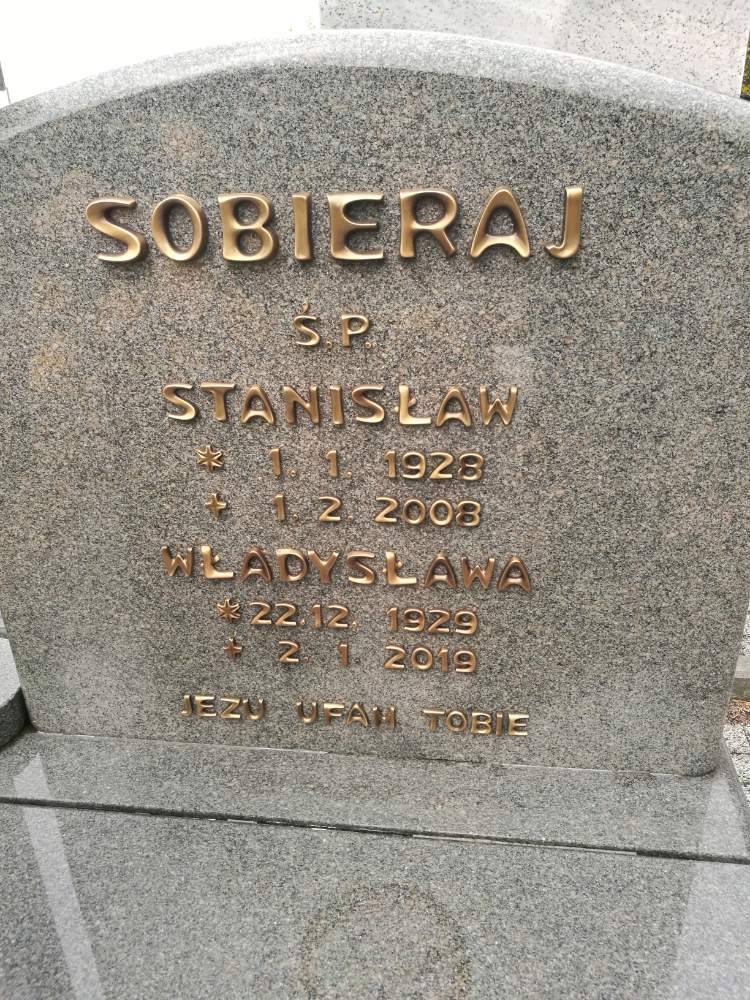 SOBIERAJ
Ś.P.
STANISŁAW
* 1. 1. 1928
+ 1. 2. 2008
WŁADYSŁAWA
* 22.12. 1929
+ 2. 1. 2019
JEZU UFAM TOBIE